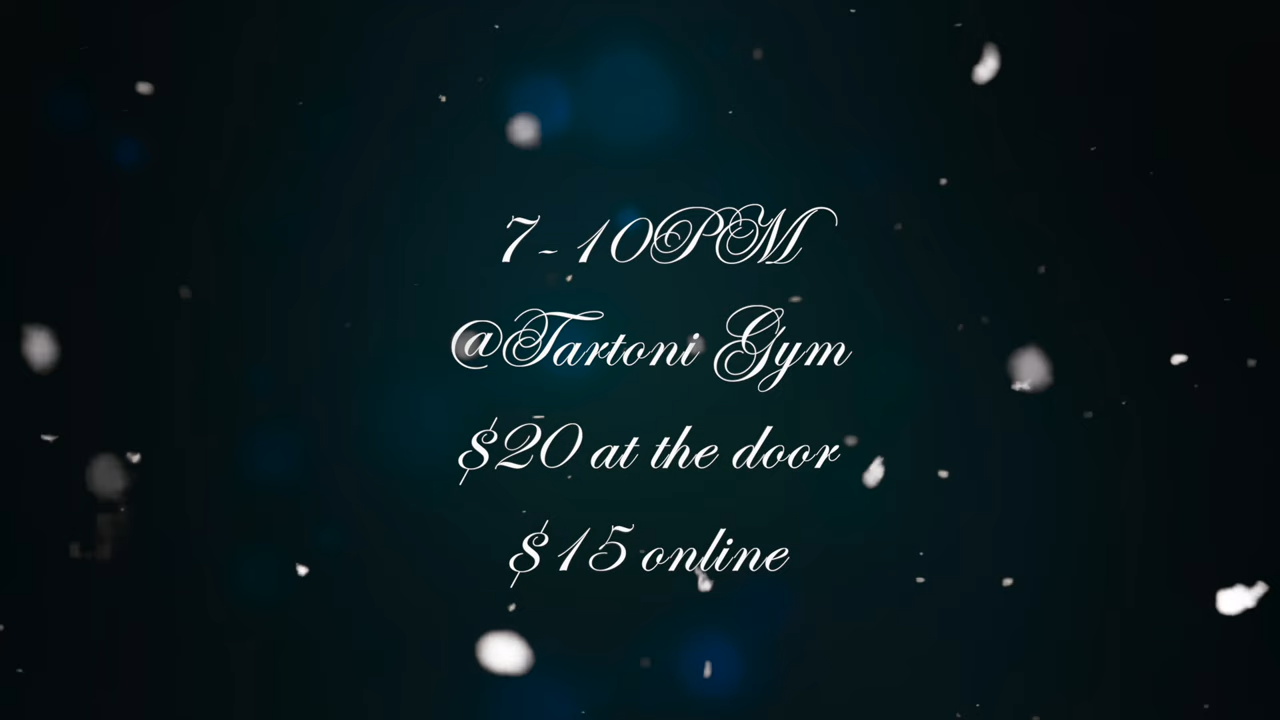 7-10PM
@Tartoni Gym
$20 at the door
$15 online